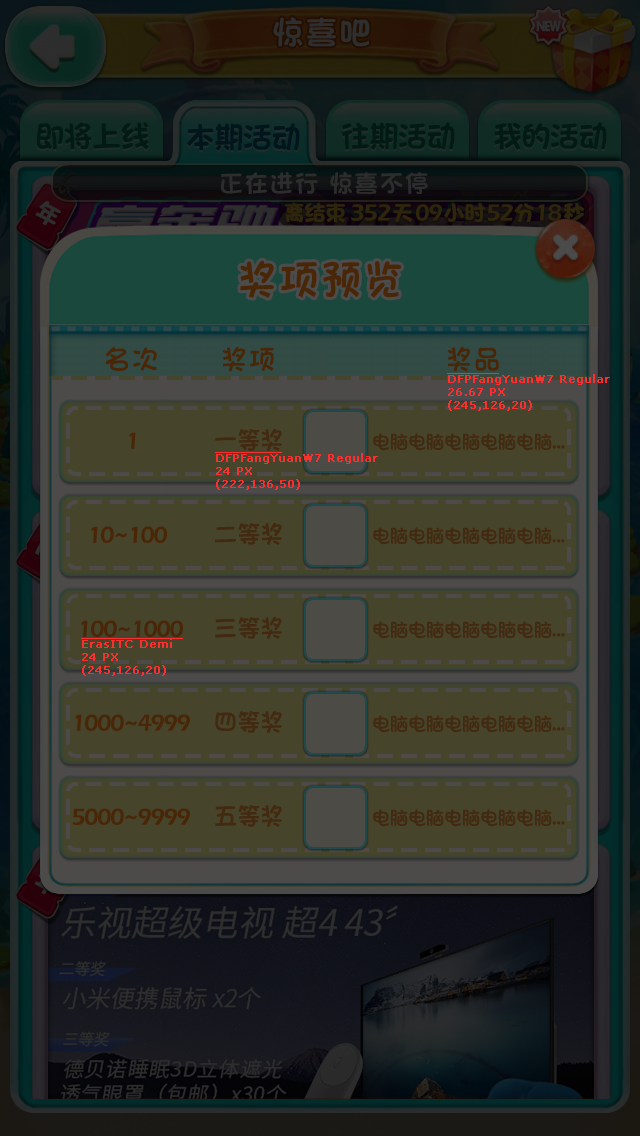 惊喜吧
NEW
即将上线 本期活动 往期活动 我的活动
正在进行 惊喜不停
年
离结束 352天09小时52分18秒
奖项预览
名次 奖项 奖品
DFPFangYuanW7 Regular
26.67 PX
(245,126,20)
1 一等奖 电脑电脑电脑电脑电脑...
DFPFangYuanW7 Regular
24 PX
(222,136,50)
10~100 二等奖 电脑电脑电脑电脑电脑...
100~1000 三等奖 电脑电脑电脑电脑电脑...
ErasITC Demi
24 PX
(245,126,20)
1000~4999 四等奖 电脑电脑电脑电脑电脑...
5000~9999 五等奖 电脑电脑电脑电脑电脑...
乐视超级电视 超4 43〞
二等奖
小米便携鼠标 x2个
三等奖
德贝诺睡眠3D立体遮光
透气眼罩（包邮）x30个